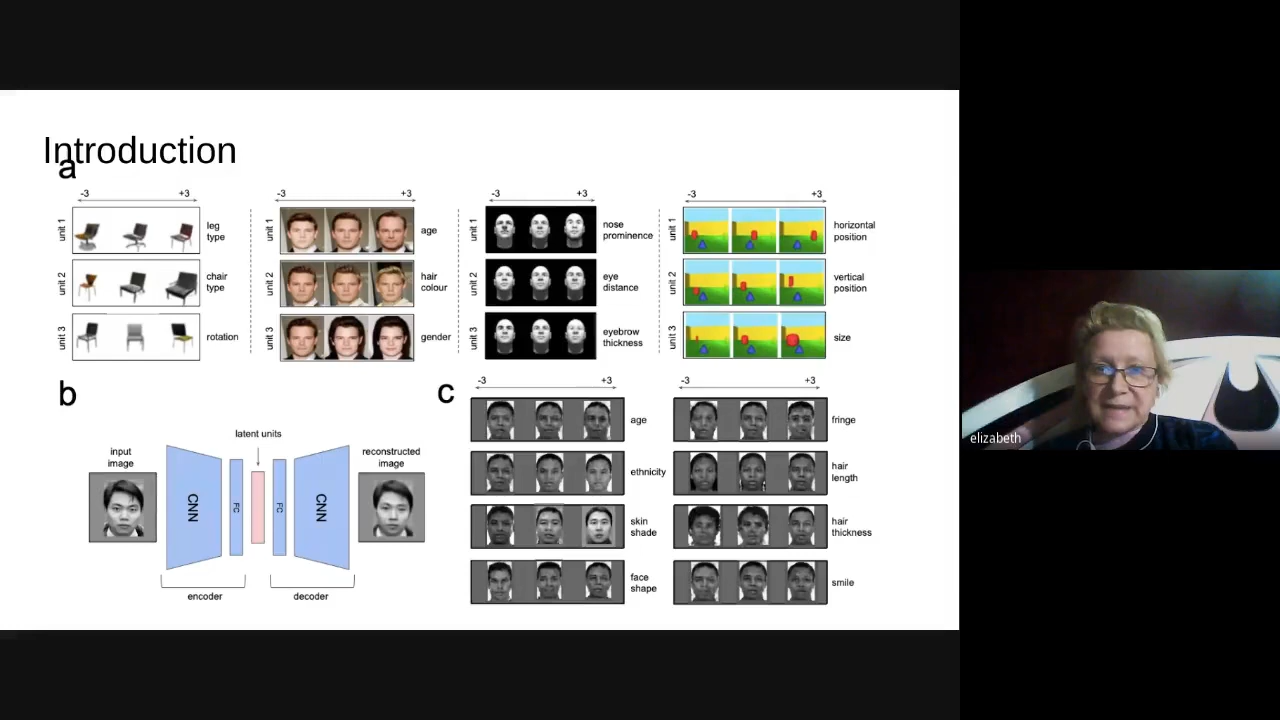 Introduction
a
-3 +3
unit 1
leg
type
unit 2
chair
type
unit 3
rotation
-3 +3
unit 1
age
unit 2
hair
colour
unit 3
gender
-3 +3
unit 1
nose
prominence
unit 2
eye
distance
unit 3
eyebrow
thickness
-3 +3
unit 1
horizontal
position
unit 2
vertical
position
unit3
size
b
latent units
input
image
CNN
FC
FC
CNN
reconstructed
image
encoder
decoder
c
-3 +3
age
ethnicity
skin
shade
face
shape
-3 +3
fringe
hair
length
hair
thickness
smile
elizabeth